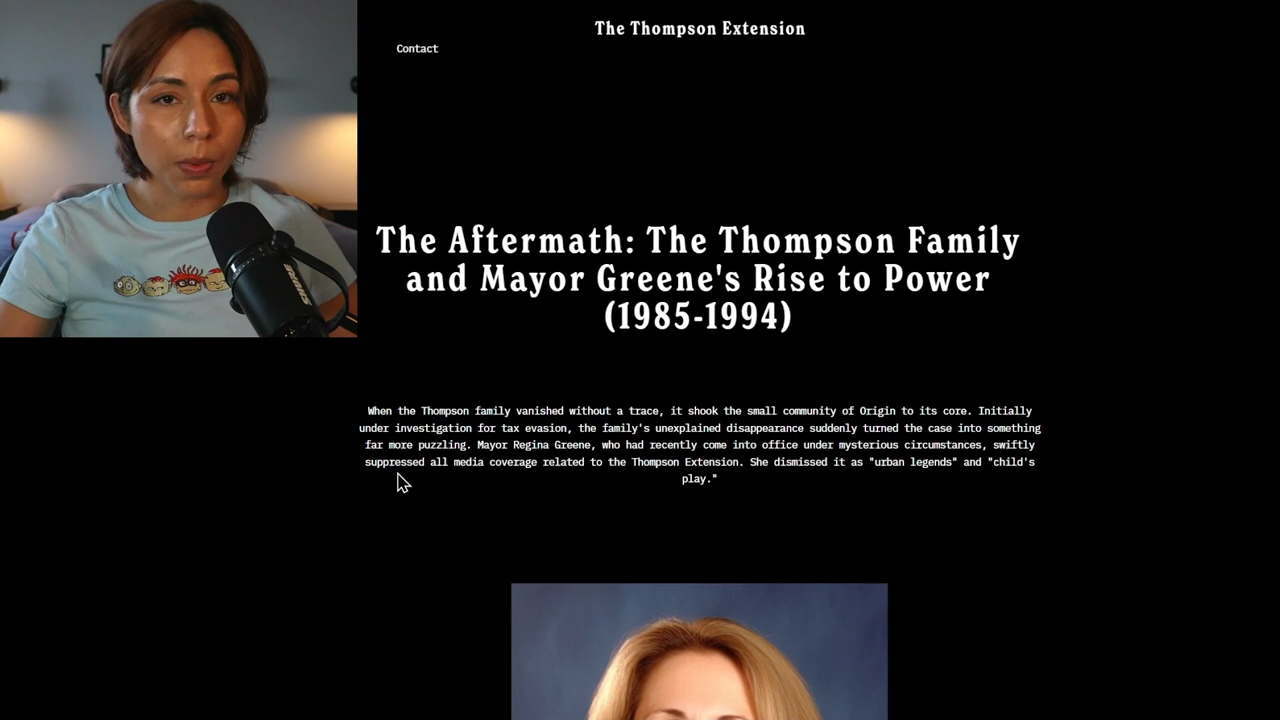 The Thompson Extension
Contact
The Aftermath: The Thompson Family
and Mayor Greene's Rise to Power
(1985-1994)
When the Thompson family vanished without a trace, it shook the small community of Origin to its core. Initially
under investigation for tax evasion, the family's unexplained disappearance suddenly turned the case into something
far more puzzling. Mayor Regina Greene, who had recently come into office under mysterious circumstances, swiftly
suppressed all media coverage related to the Thompson Extension. She dismissed it as "urban legends" and "child's
play."
SHURE